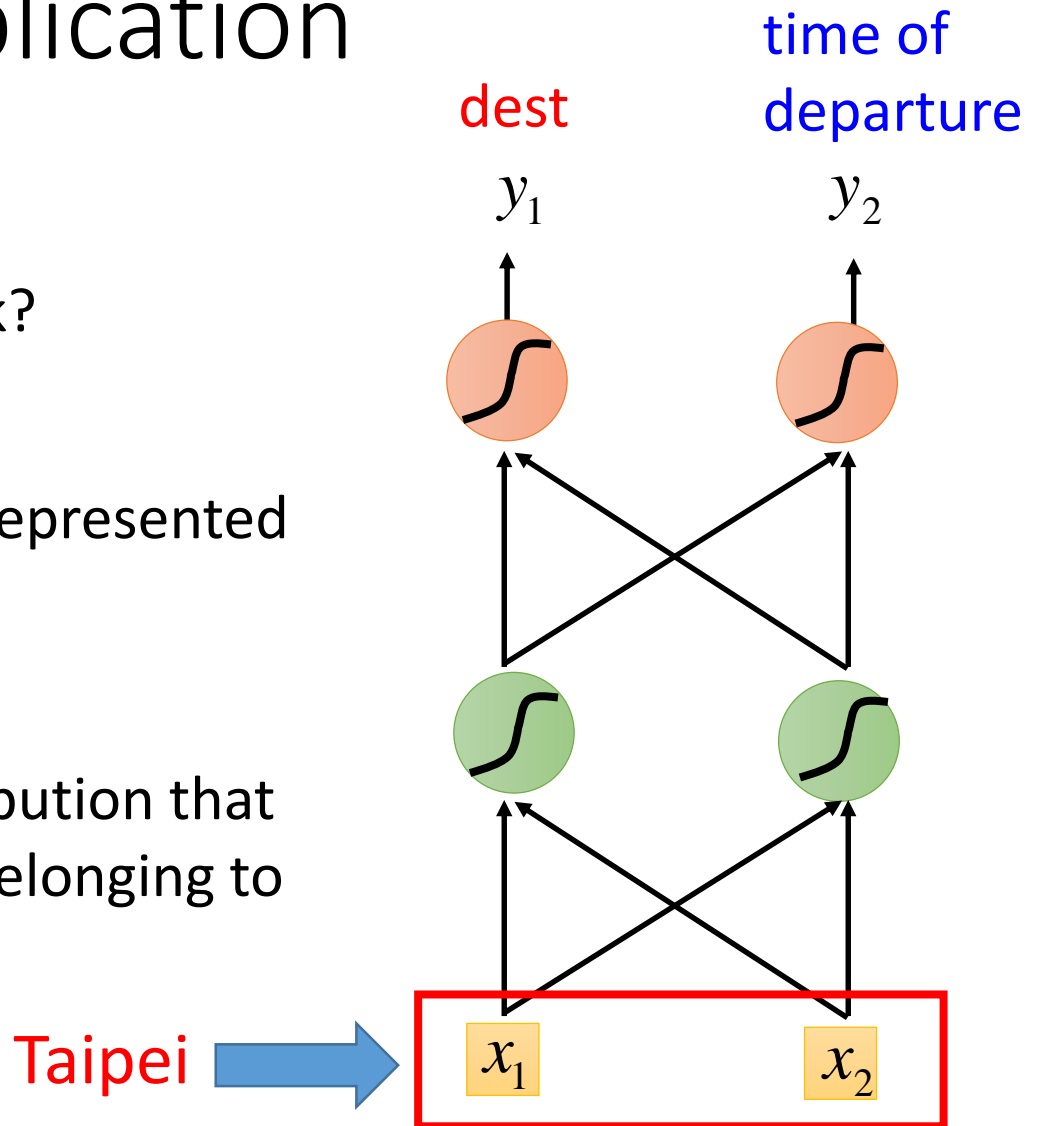 plication
time of
departure
dest
y1
y2
k?
epresented
bution that
elonging to
Taipei
x1
x2